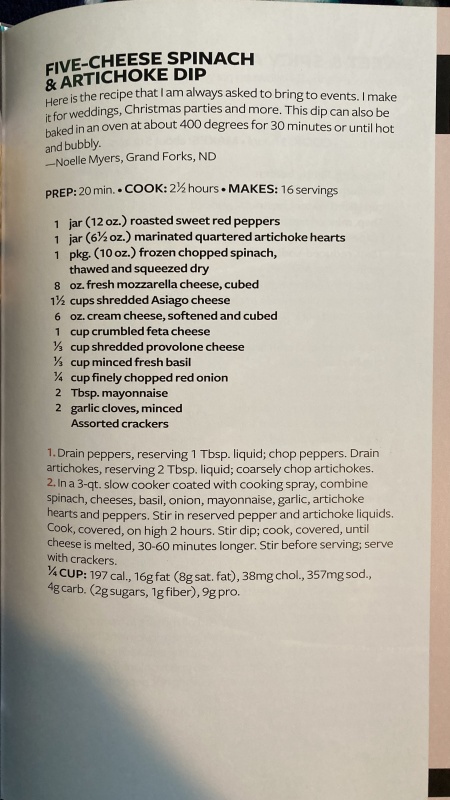 FIVE-CHEESE SPINACH
& ARTICHOKE DIP
Here is the recipe that I am always asked to bring to events. I make
it for weddings, Christmas parties and more. This dip can also be
baked in an oven at about 400 degrees for 30 minutes or until hot
and bubbly.
—Noelle Myers, Grand Forks, ND
PREP: 20 min. • COOK: 2½ hours • MAKES: 16 servings
1 jar (12 oz.) roasted sweet red peppers
1 jar (6½ oz.) marinated quartered artichoke hearts
1 pkg. (10 oz.) frozen chopped spinach,
thawed and squeezed dry
8 oz. fresh mozzarella cheese, cubed
1½ cups shredded Asiago cheese
6 oz. cream cheese, softened and cubed
1 cup crumbled feta cheese
⅓ cup shredded provolone cheese
⅓ cup minced fresh basil
¼ cup finely chopped red onion
2 Tbsp. mayonnaise
2 garlic cloves, minced
Assorted crackers
1. Drain peppers, reserving 1 Tbsp. liquid; chop peppers. Drain
artichokes, reserving 2 Tbsp. liquid; coarsely chop artichokes.
2. In a 3-qt. slow cooker coated with cooking spray, combine
spinach, cheeses, basil, onion, mayonnaise, garlic, artichoke
hearts and peppers. Stir in reserved pepper and artichoke liquids.
Cook, covered, on high 2 hours. Stir dip; cook, covered, until
cheese is melted, 30-60 minutes longer. Stir before serving; serve
with crackers.
¼ CUP: 197 cal., 16g fat (8g sat. fat), 38mg chol., 357mg sod.,
4g carb. (2g sugars, 1g fiber), 9g pro.